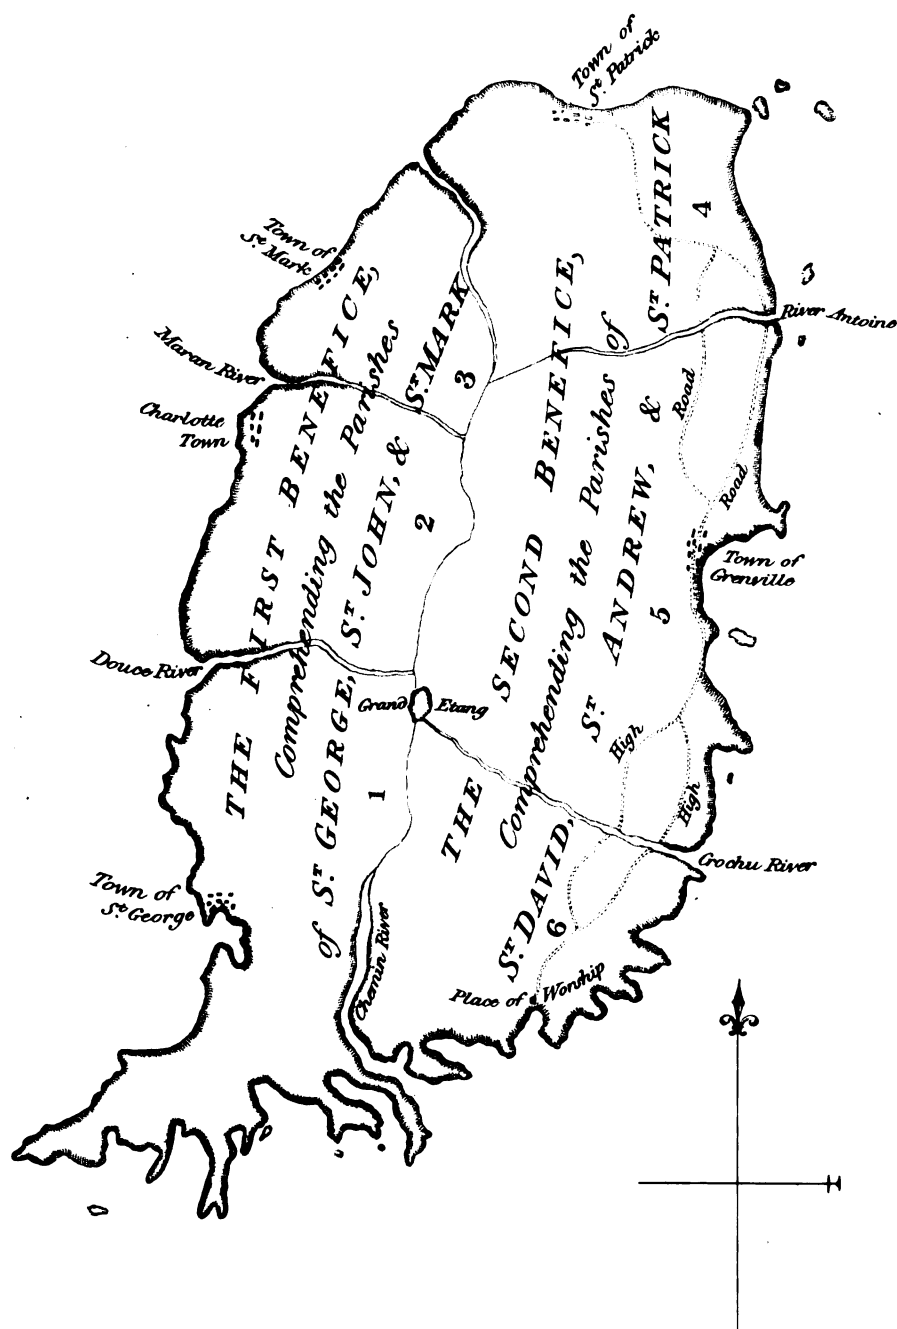 Town of
St. Patrick
Town of
St. Mark
Maran River
Charlotte
Town
Douce River
Town of
St. George
River Antoine
Road
Road
Town of
Grenville
High
High
Crochu River
Grand Etang
Chemin River
Place of Worship
THE FIRST BENEFICE,
Comprehending the Parishes
of ST. GEORGE, ST. JOHN, &
ST. MARK
1
2
3
THE SECOND BENEFICE,
Comprehending the Parishes of
ST. DAVID, ST. ANDREW, &
ST. PATRICK
4
5
6